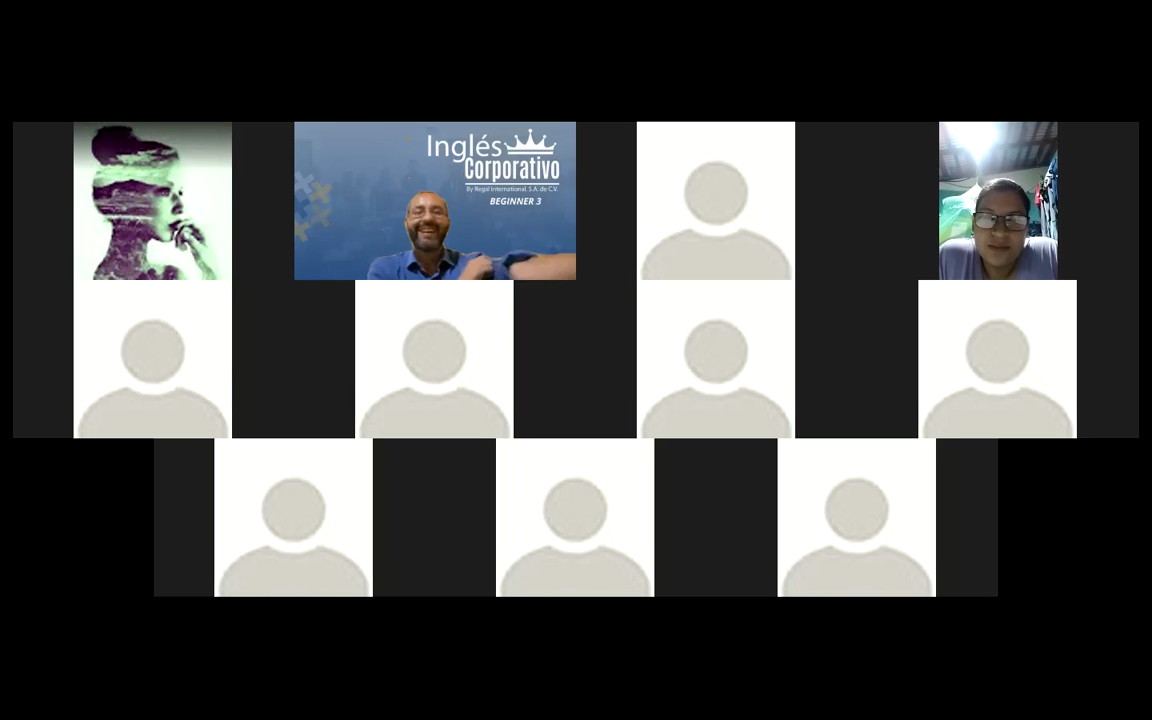 Inglés
Corporativo
By Regal International, S.A. de C.V.
BEGINNER 3